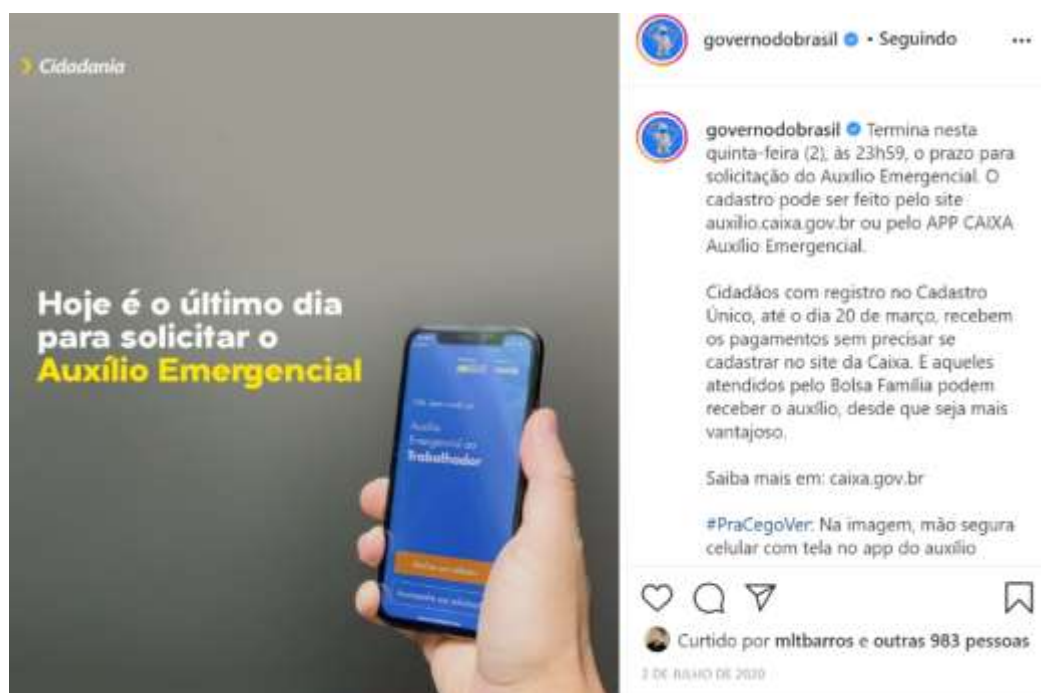 Cidadania
Hoje é o último dia
para solicitar o
Auxílio Emergencial
Auxílio
Emergencial ao
Trabalhador
governodobrasil • Seguindo
governodobrasil Termina nesta
quinta-feira (2), às 23h59, o prazo para
solicitação do Auxílio Emergencial. O
cadastro pode ser feito pelo site
auxilio.caixa.gov.br ou pelo APP CAIXA
Auxílio Emergencial.
Cidadãos com registro no Cadastro
Único, até o dia 20 de março, recebem
os pagamentos sem precisar se
cadastrar no site da Caixa. E aqueles
atendidos pelo Bolsa Família podem
receber o auxílio, desde que seja mais
vantajoso.
Saiba mais em: caixa.gov.br
#PraCegoVer: Na imagem, mão segura
celular com tela no app do auxílio
Curtido por mltbarros e outras 983 pessoas
2 DE JULHO DE 2020